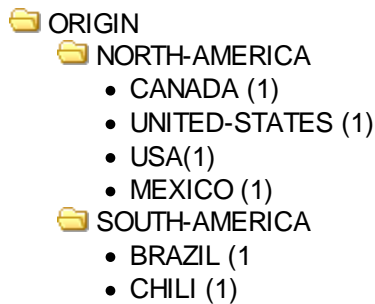 ORIGIN
NORTH-AMERICA
CANADA (1)
UNITED-STATES (1)
USA(1)
MEXICO (1)
SOUTH-AMERICA
BRAZIL (1
CHILI (1)